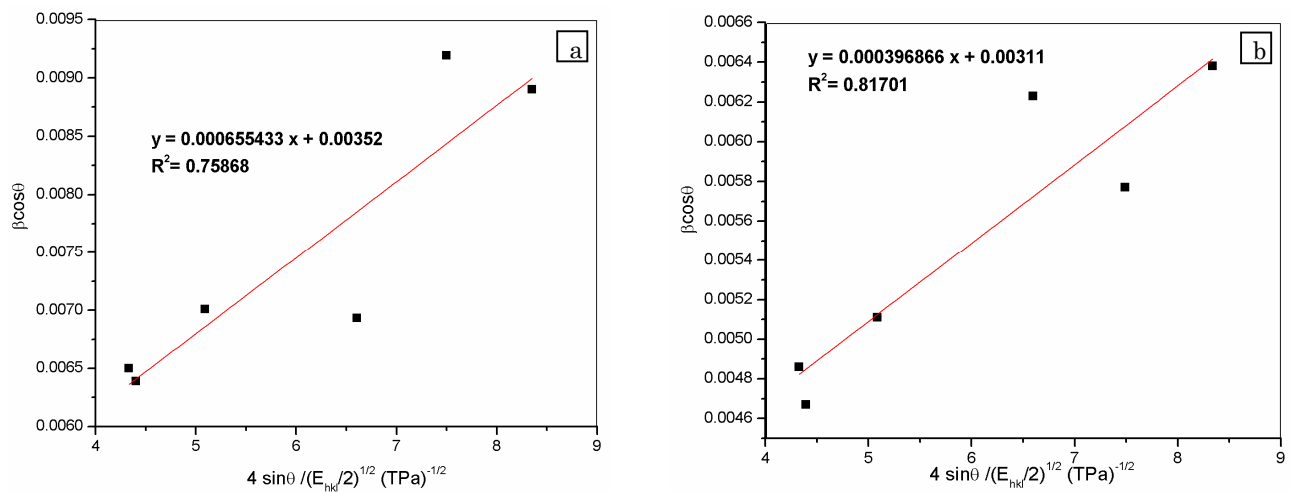 a
y = 0.000655433 x + 0.00352
R²= 0.75868
0.0095
0.0090
0.0085
0.0080
0.0075
0.0070
0.0065
0.0060
βcosθ
4 5 6 7 8 9
4 sinθ /(E_hkl/2)^1/2 (TPa)^-1/2
b
y = 0.000396866 x + 0.00311
R²= 0.81701
0.0066
0.0064
0.0062
0.0060
0.0058
0.0056
0.0054
0.0052
0.0050
0.0048
0.0046
βcosθ
4 5 6 7 8 9
4 sinθ /(E_hkl/2)^1/2 (TPa)^-1/2